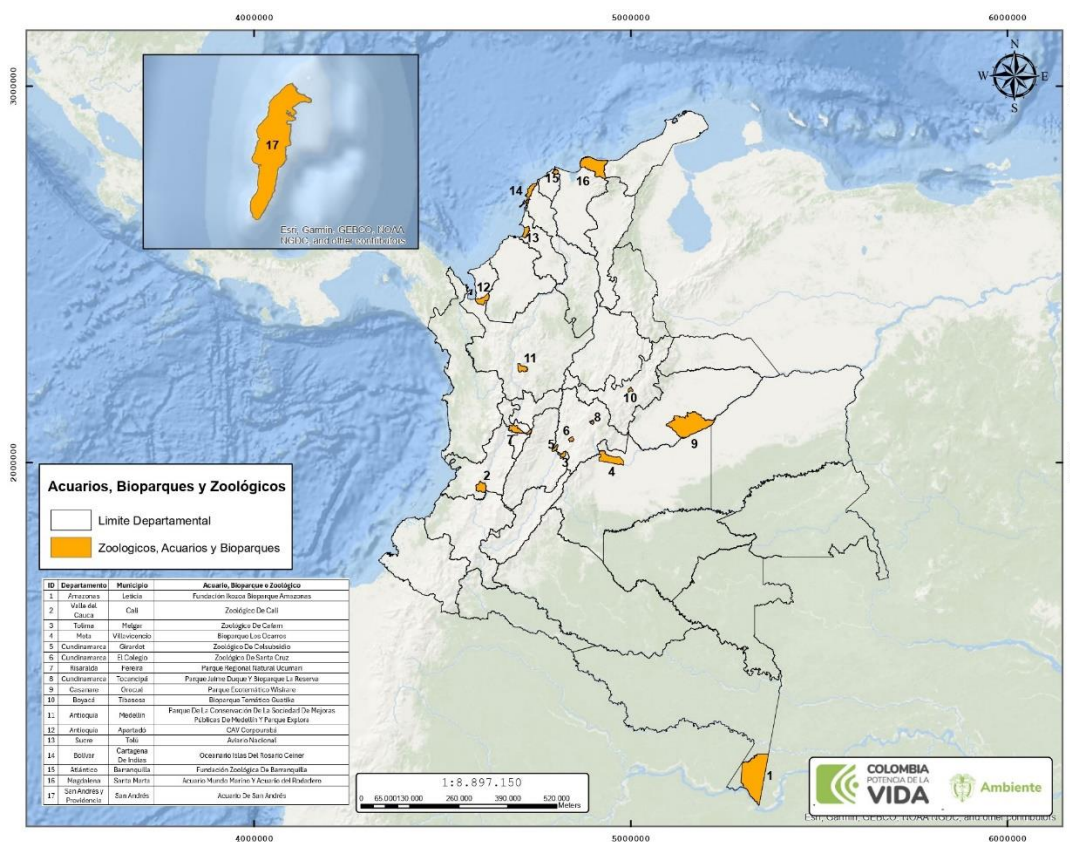 4000000 5000000 6000000
3000000
N
W E
S
17
Esri, Garmin, GEBCO, NOAA
NGDC, and other contributors
15
14
16
13
12
11
10
8
6
7
5
9
3
4
2
1
2000000
Acuarios, Bioparques y Zoológicos
Limite Departamental
Zoologicos, Acuarios y Bioparques
ID Departamento Municipio Acuario, Bioparque o Zoológico
1 Amazonas Leticia Fundación Ikozoa Bioparque Amazonas
2 Valle del Cauca Cali Zoológico De Cali
3 Tolima Melgar Zoológico De Cafam
4 Meta Villavicencio Bioparque Los Ocarros
5 Cundinamarca Girardot Zoológico De Colsubsidio
6 Cundinamarca El Colegio Zoológico De Santa Cruz
7 Risaralda Pereira Parque Regional Natural Ucumari
8 Cundinamarca Tocancipá Parque Jaime Duque Y Bioparque La Reserva
9 Casanare Orocué Parque Ecotemático Wisirare
10 Boyacá Tibasosa Bioparque Temático Guatika
11 Antioquia Medellín Parque De La Conservación De La Sociedad De Mejoras
Públicas De Medellín Y Parque Explora
12 Antioquia Apartadó CAV Corpourabá
13 Sucre Tolú Aviario Nacional
14 Bolívar Cartagena De Indias Oceanario Islas Del Rosario Ceiner
15 Atlántico Barranquilla Fundación Zoológica De Barranquilla
16 Magdalena Santa Marta Acuario Mundo Marino Y Acuario del Rodadero
17 San Andrés y Providencia San Andrés Acuario De San Andrés
1:8.897.150
0 65.000130.000 260.000 390.000 520.000
Meters
COLOMBIA
POTENCIA DE LA
VIDA
Ambiente
Esri, Garmin, GEBCO, NOAA NGDC, and other contributors
4000000 5000000 6000000